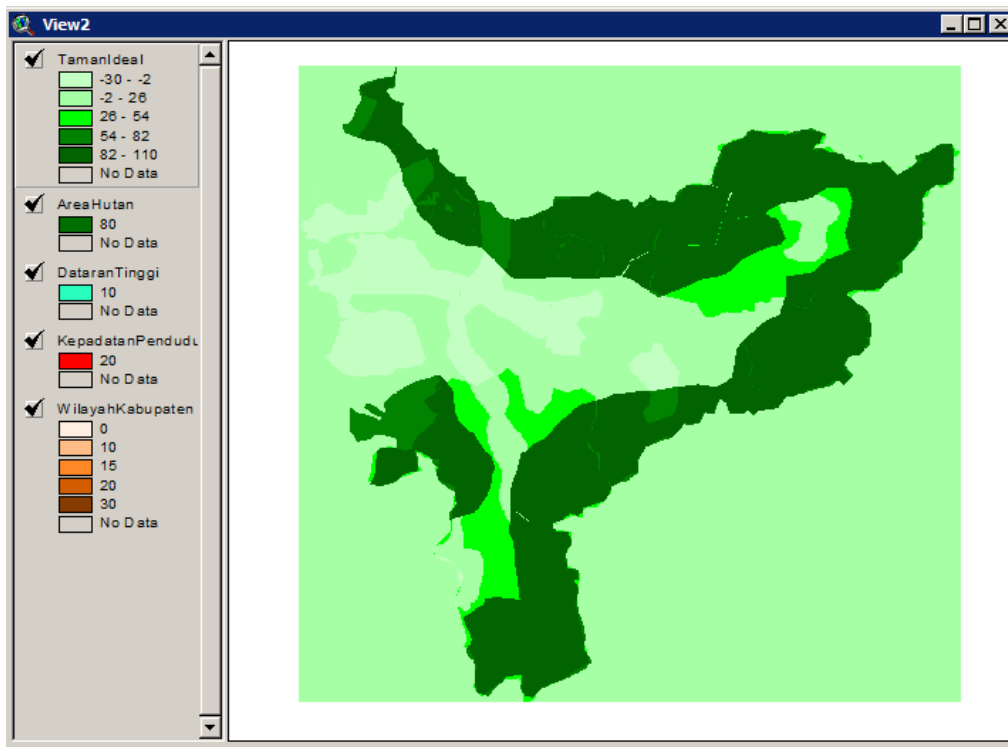 View2
TamanIdeal
-30 - -2
-2 - 26
26 - 54
54 - 82
82 - 110
No Data
AreaHutan
80
No Data
DataranTinggi
10
No Data
KepadatanPendudu
20
No Data
WilayahKabupaten
0
10
15
20
30
No Data